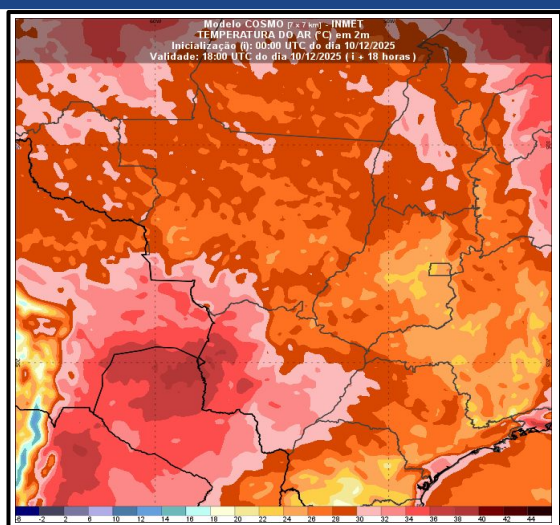 Modelo COSMO [7 x 7 km] - INMET
TEMPERATURA DO AR (°C) em 2m
Inicialização (i): 00:00 UTC do dia 10/12/2025
Validade: 18:00 UTC do dia 10/12/2025 ( i + 18 horas )
-6 -2 2 6 10 12 14 16 18 20 22 24 26 28 30 32 34 36 38 40 42 44